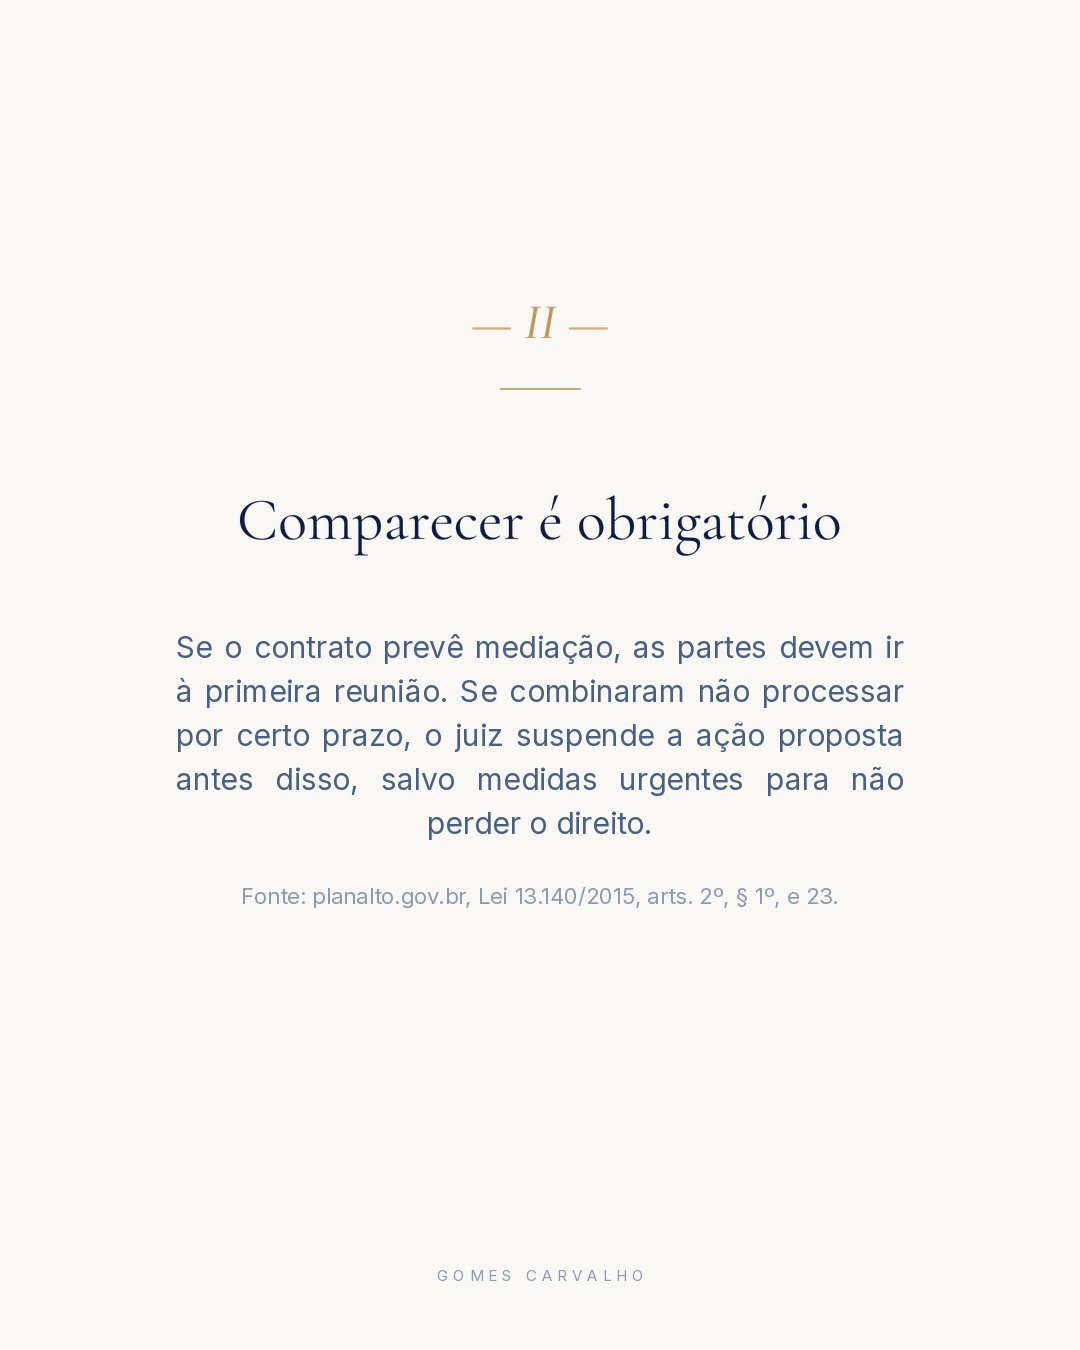 — II —
Comparecer é obrigatório
Se o contrato prevê mediação, as partes devem ir
à primeira reunião. Se combinaram não processar
por certo prazo, o juiz suspende a ação proposta
antes disso, salvo medidas urgentes para não
perder o direito.
Fonte: planalto.gov.br, Lei 13.140/2015, arts. 2º, § 1º, e 23.
GOMES CARVALHO